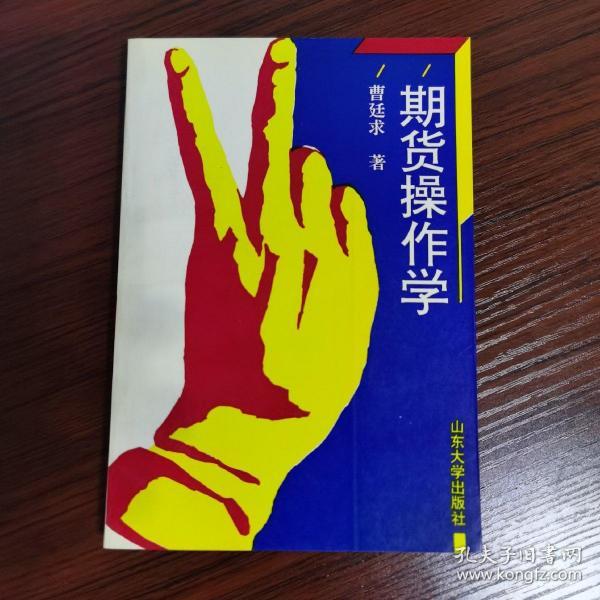 期货操作学
曹廷求 著
山东大学出版社
孔夫子旧书网
www.kongfz.com